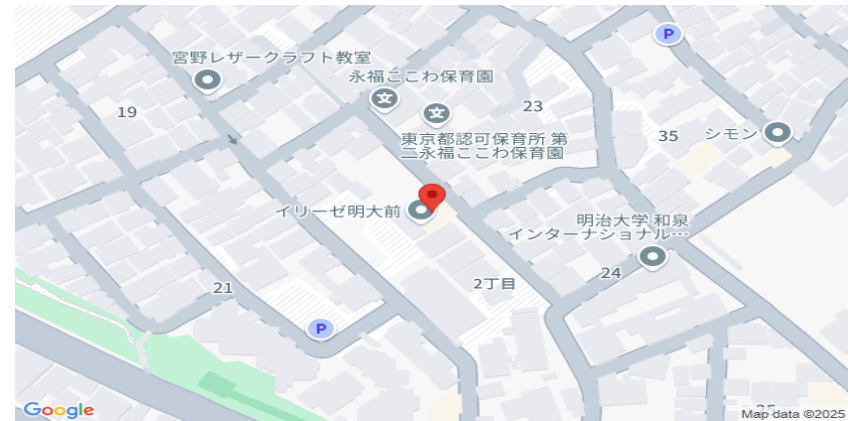 P
宮野レザークラフト教室
永福ここわ保育園
文
文
19
23
東京都認可保育所 第
二永福ここわ保育園
35
シモン
イリーゼ明大前
明治大学 和泉
インターナショナル…
24
2丁目
21
P
Google
Map data ©2025